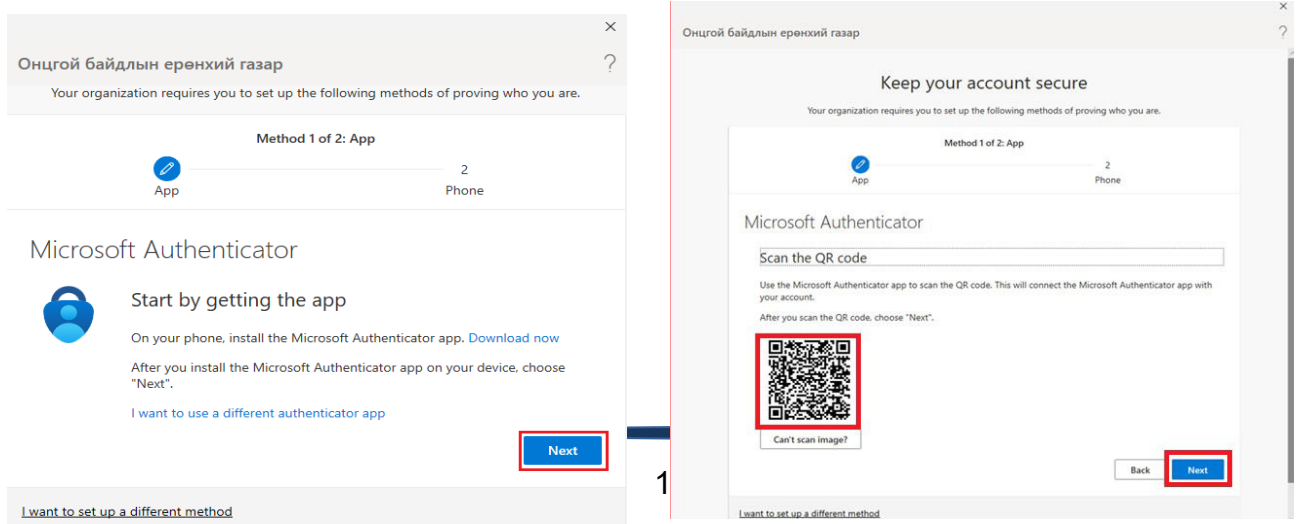 Онцгой байдлын ерөнхий газар
?
Your organization requires you to set up the following methods of proving who you are.
Method 1 of 2: App
2
App
Phone
Microsoft Authenticator
Start by getting the app
On your phone, install the Microsoft Authenticator app. Download now
After you install the Microsoft Authenticator app on your device, choose
"Next".
I want to use a different authenticator app
Next
I want to set up a different method
1
Онцгой байдлын ерөнхий газар
?
Keep your account secure
Your organization requires you to set up the following methods of proving who you are.
Method 1 of 2: App
2
App
Phone
Microsoft Authenticator
Scan the QR code
Use the Microsoft Authenticator app to scan the QR code. This will connect the Microsoft Authenticator app with
your account.
After you scan the QR code, choose "Next".
Can't scan image?
Back
Next
I want to set up a different method